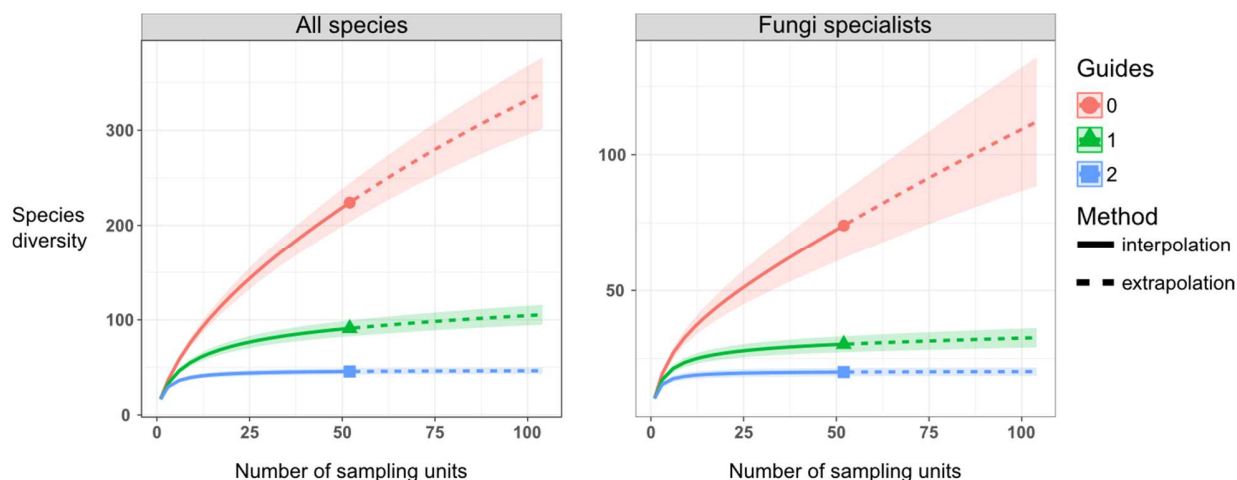 All species
Fungi specialists
Species
diversity
300
200
100
0
0
25
50
75
100
Number of sampling units
100
50
0
25
50
75
100
Number of sampling units
Guides
0
1
2
Method
interpolation
extrapolation